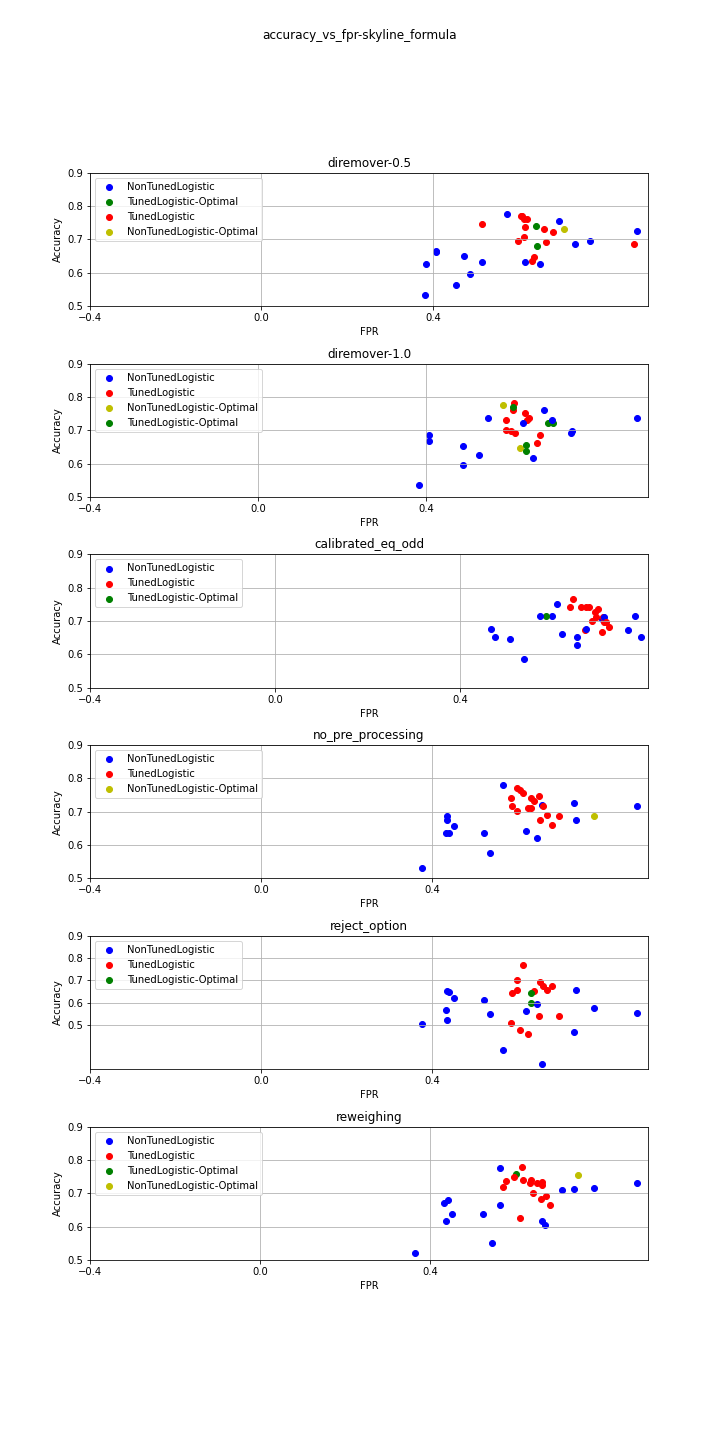 accuracy_vs_fpr-skyline_formula
diremover-0.5
0.9
0.8
0.7
0.6
0.5
Accuracy
NonTunedLogistic
TunedLogistic-Optimal
TunedLogistic
NonTunedLogistic-Optimal
−0.4 0.0 0.4
FPR
diremover-1.0
0.9
0.8
0.7
0.6
0.5
Accuracy
NonTunedLogistic
TunedLogistic
NonTunedLogistic-Optimal
TunedLogistic-Optimal
−0.4 0.0 0.4
FPR
calibrated_eq_odd
0.9
0.8
0.7
0.6
0.5
Accuracy
NonTunedLogistic
TunedLogistic
TunedLogistic-Optimal
−0.4 0.0 0.4
FPR
no_pre_processing
0.9
0.8
0.7
0.6
0.5
Accuracy
NonTunedLogistic
TunedLogistic
NonTunedLogistic-Optimal
−0.4 0.0 0.4
FPR
reject_option
0.9
0.8
0.7
0.6
0.5
Accuracy
NonTunedLogistic
TunedLogistic
TunedLogistic-Optimal
−0.4 0.0 0.4
FPR
reweighing
0.9
0.8
0.7
0.6
0.5
Accuracy
NonTunedLogistic
TunedLogistic
TunedLogistic-Optimal
NonTunedLogistic-Optimal
−0.4 0.0 0.4
FPR